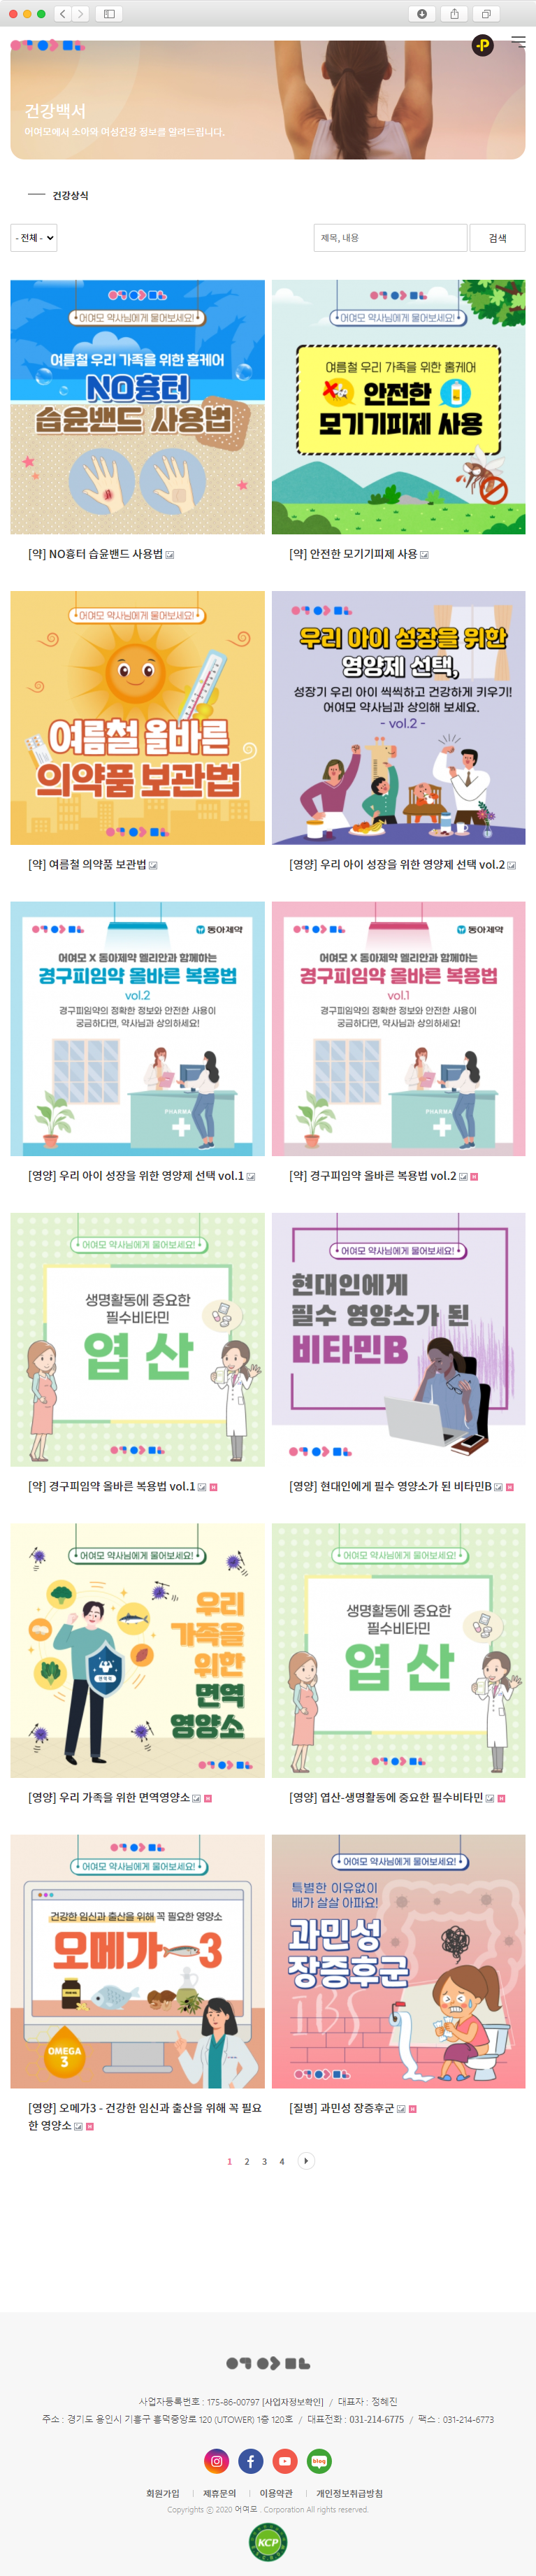 건강백서
어여모에서 소아와 여성건강 정보를 알려드립니다.
건강상식
- 전체 -
제목, 내용
검색
어여모 약사님에게 물어보세요!
여름철 우리 가족을 위한 홈케어
NO흉터
습윤밴드 사용법
[약] NO흉터 습윤밴드 사용법
어여모 약사님에게 물어보세요!
여름철 우리 가족을 위한 홈케어
안전한
모기기피제 사용
[약] 안전한 모기기피제 사용
어여모 약사님에게 물어보세요!
여름철 올바른
의약품 보관법
[약] 여름철 의약품 보관법
우리 아이 성장을 위한
영양제 선택,
성장기 우리 아이 씩씩하고 건강하게 키우기!
어여모 약사님과 상의해 보세요.
- vol.2 -
[영양] 우리 아이 성장을 위한 영양제 선택 vol.2
동아제약
어여모 X 동아제약 멜리안과 함께하는
경구피임약 올바른 복용법
vol.2
경구피임약의 정확한 정보와 안전한 사용이
궁금하다면, 약사님과 상의하세요!
PHARMA
[영양] 우리 아이 성장을 위한 영양제 선택 vol.1
동아제약
어여모 X 동아제약 멜리안과 함께하는
경구피임약 올바른 복용법
vol.1
경구피임약의 정확한 정보와 안전한 사용이
궁금하다면, 약사님과 상의하세요!
PHARMA
[약] 경구피임약 올바른 복용법 vol.2
어여모 약사님에게 물어보세요!
생명활동에 중요한
필수비타민
엽산
[약] 경구피임약 올바른 복용법 vol.1
어여모 약사님에게 물어보세요!
현대인에게
필수 영양소가 된
비타민B
[영양] 현대인에게 필수 영양소가 된 비타민B
어여모 약사님에게 물어보세요!
우리
가족을
위한
면역
영양소
[영양] 우리 가족을 위한 면역영양소
어여모 약사님에게 물어보세요!
생명활동에 중요한
필수비타민
엽산
[영양] 엽산-생명활동에 중요한 필수비타민
어여모 약사님에게 물어보세요!
건강한 임신과 출산을 위해 꼭 필요한 영양소
오메가 3
OMEGA
3
[영양] 오메가3 - 건강한 임신과 출산을 위해 꼭 필요
한 영양소
어여모 약사님에게 물어보세요!
특별한 이유없이
배가 살살 아파요!
과민성
장증후군
IBS
[질병] 과민성 장증후군
1 2 3 4
사업자등록번호 : 175-86-00797 [사업자정보확인] / 대표자 : 정혜진
주소 : 경기도 용인시 기흥구 흥덕중앙로 120 (UTOWER) 1층 120호 / 대표전화 : 031-214-6775 / 팩스 : 031-214-6773
blog
회원가입 | 제휴문의 | 이용약관 | 개인정보취급방침
Copyrights ⓒ 2020 어여모 . Corporation All rights reserved.
KCP